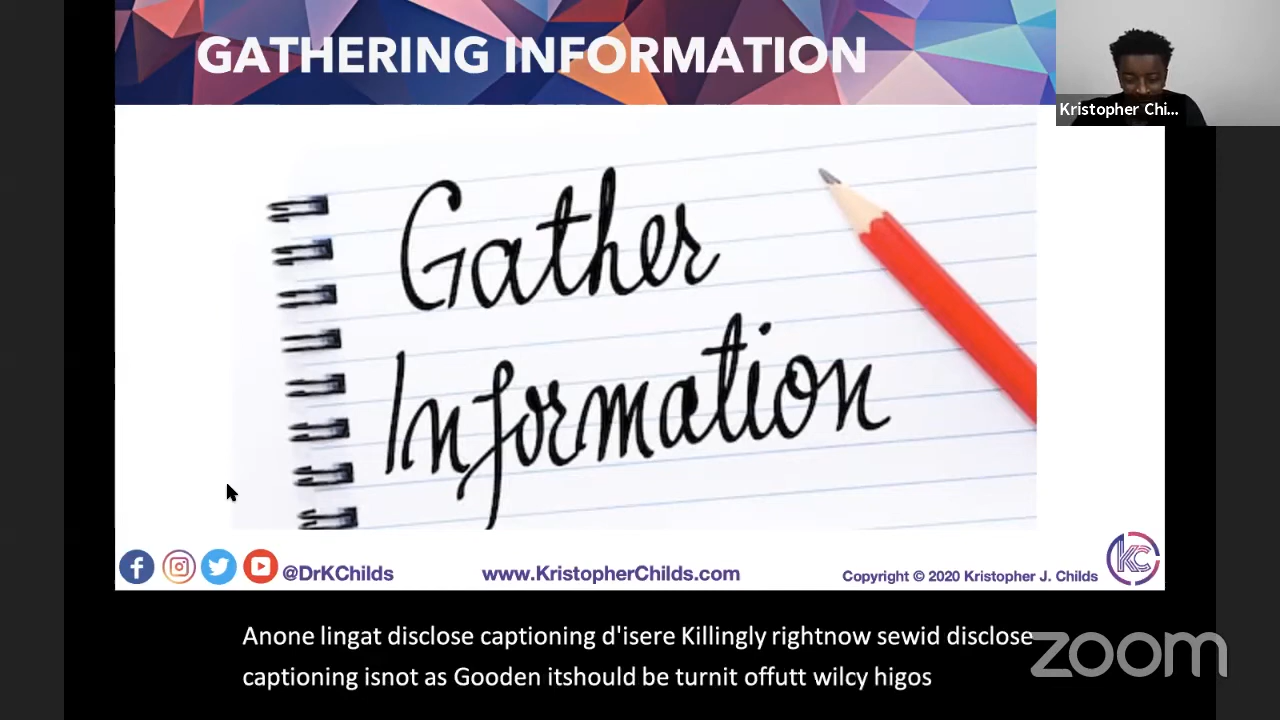 GATHERING INFORMATION
Kristopher Chi...
Gather
Information
@DrKChilds
www.KristopherChilds.com
Copyright © 2020 Kristopher J. Childs
KC
Anone lingat disclose captioning d'isere Killingly rightnow sewid disclose
captioning isnot as Gooden itshould be turnit offutt wilcy higos
zoom